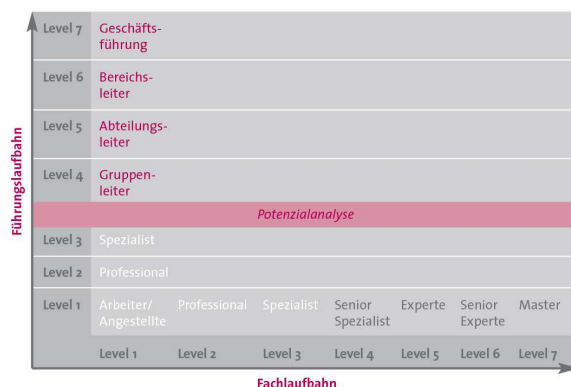 Level 7 Geschäfts-
führung
Level 6 Bereichs-
leiter
Level 5 Abteilungs-
leiter
Level 4 Gruppen-
leiter
Potenzialanalyse
Level 3 Spezialist
Level 2 Professional
Level 1 Arbeiter/ Professional Spezialist Senior Experte Senior Master
Angestellte Spezialist Experte
Level 1 Level 2 Level 3 Level 4 Level 5 Level 6 Level 7
Führungslaufbahn
Fachlaufbahn